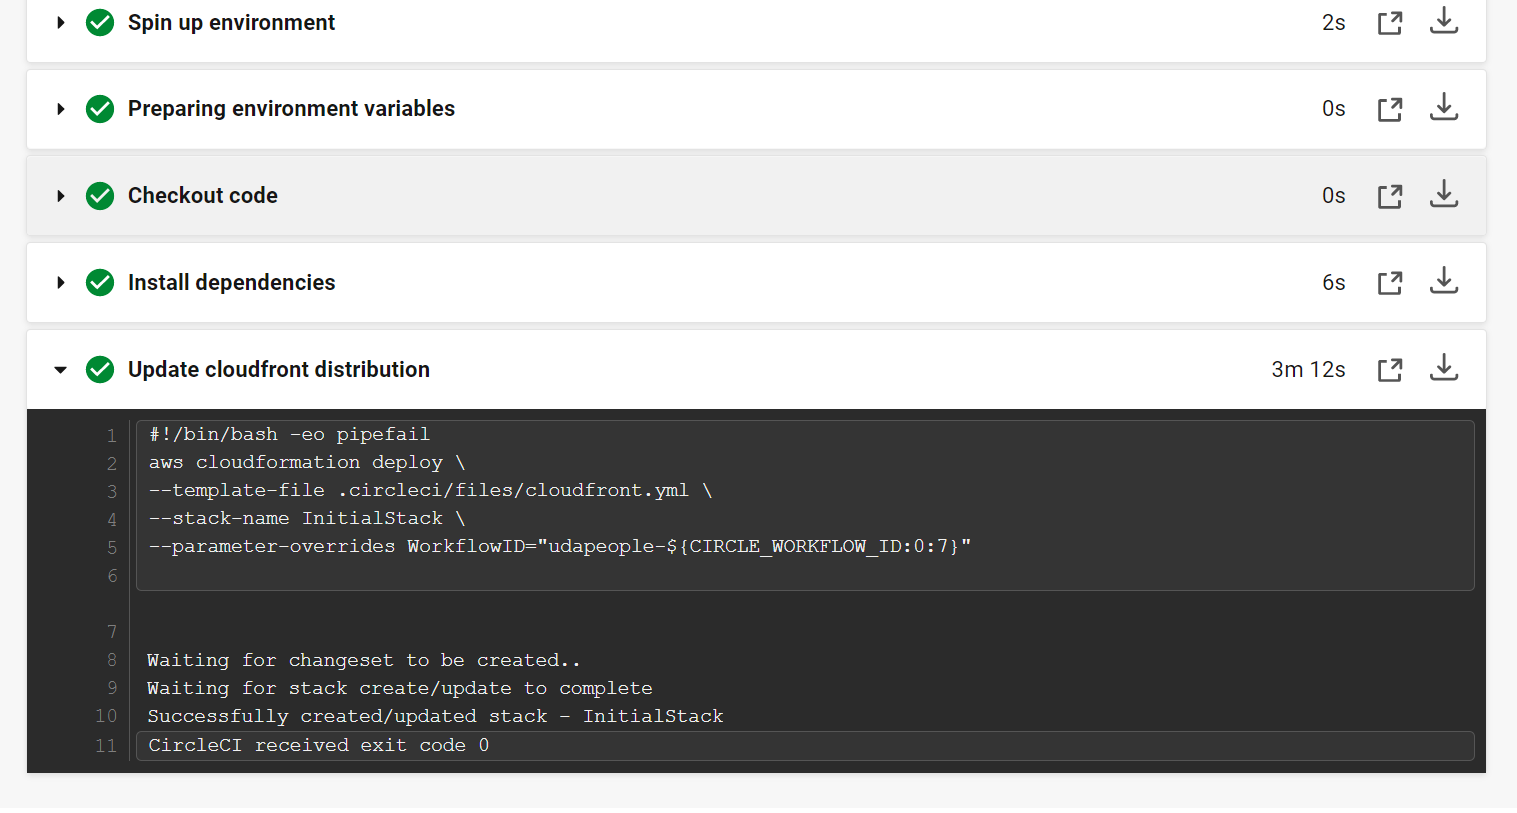 Spin up environment 2s
Preparing environment variables 0s
Checkout code 0s
Install dependencies 6s
Update cloudfront distribution 3m 12s
1 #!/bin/bash -eo pipefail
2 aws cloudformation deploy \
3 --template-file .circleci/files/cloudfront.yml \
4 --stack-name InitialStack \
5 --parameter-overrides WorkflowID="udapeople-${CIRCLE_WORKFLOW_ID:0:7}"
6
7
8 Waiting for changeset to be created..
9 Waiting for stack create/update to complete
10 Successfully created/updated stack - InitialStack
11 CircleCI received exit code 0